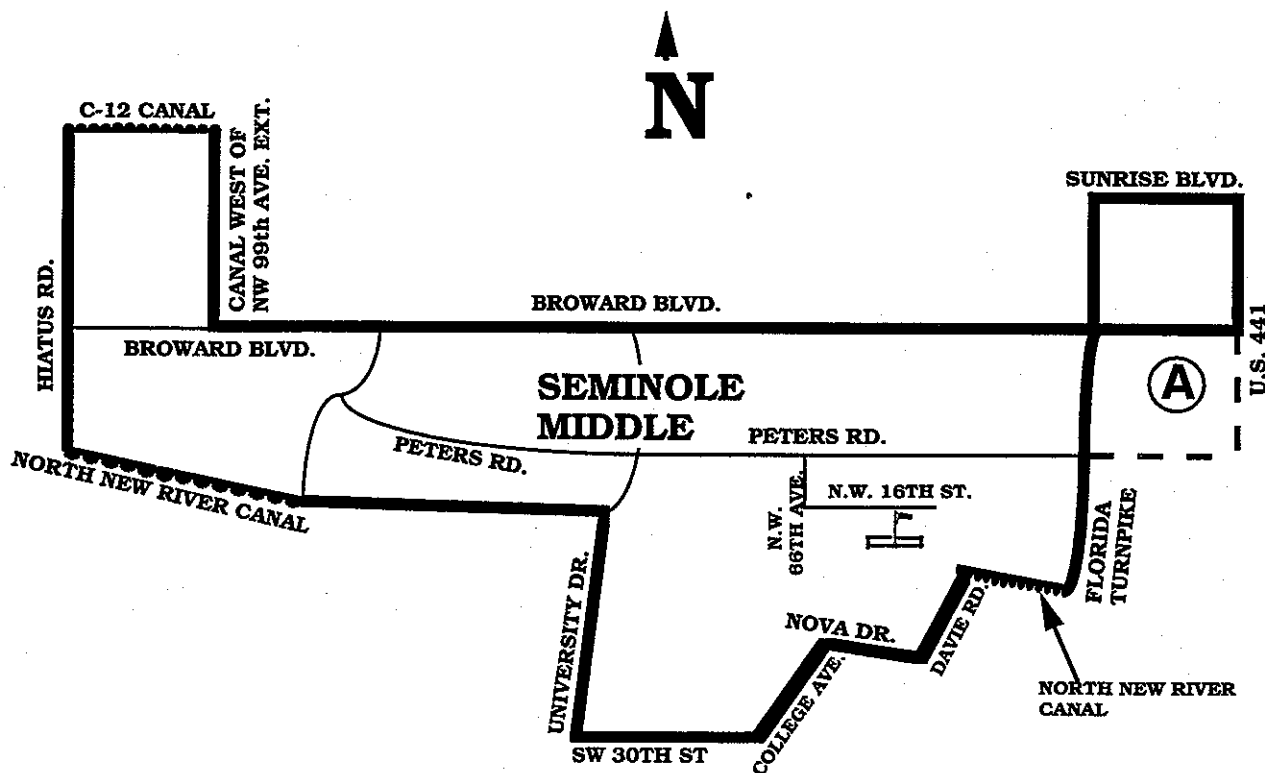 N
C-12 CANAL
CANAL WEST OF
NW 99th AVE. EXT.
SUNRISE BLVD.
HIATUS RD.
BROWARD BLVD.
BROWARD BLVD.
U.S. 441
A
SEMINOLE
MIDDLE
PETERS RD.
PETERS RD.
NORTH NEW RIVER CANAL
N.W.
66TH AVE.
N.W. 16TH ST.
FLORIDA
TURNPIKE
UNIVERSITY DR.
NOVA DR.
DAVIE RD.
COLLEGE AVE.
NORTH NEW RIVER
CANAL
SW 30TH ST